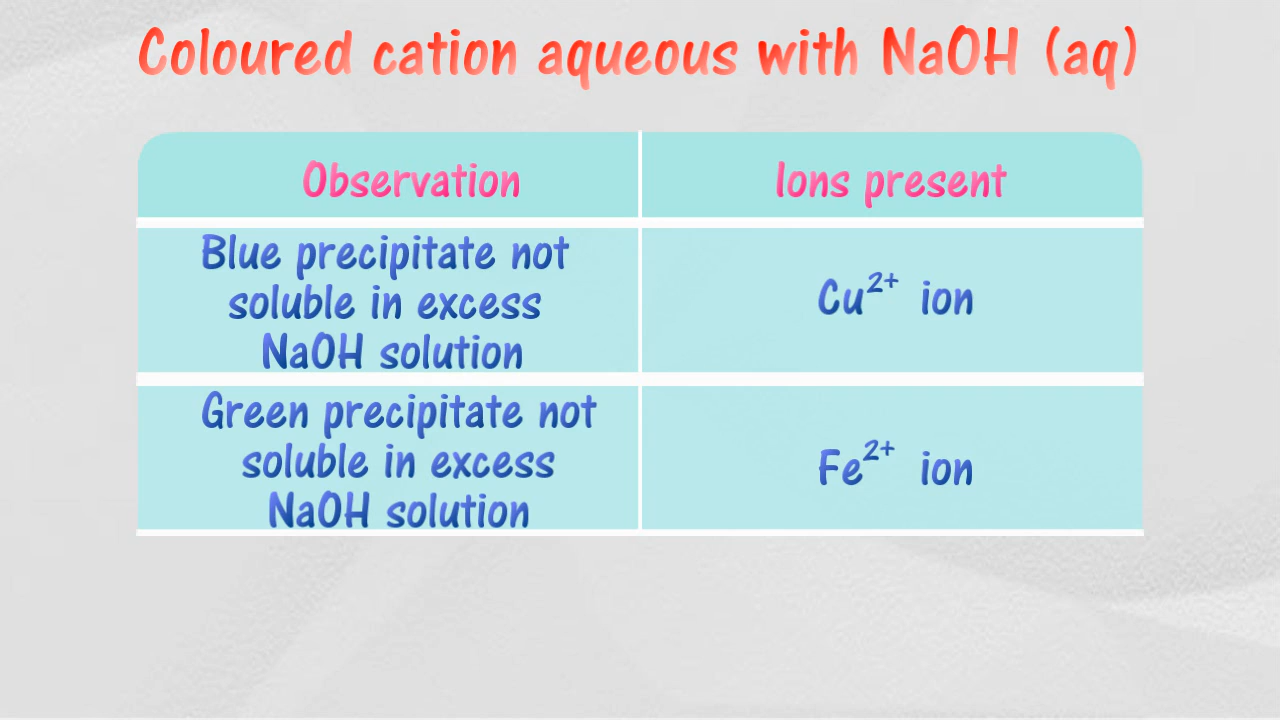 Coloured cation aqueous with NaOH (aq)
Observation
Ions present
Blue precipitate not
soluble in excess
NaOH solution
Cu²⁺ ion
Green precipitate not
soluble in excess
NaOH solution
Fe²⁺ ion